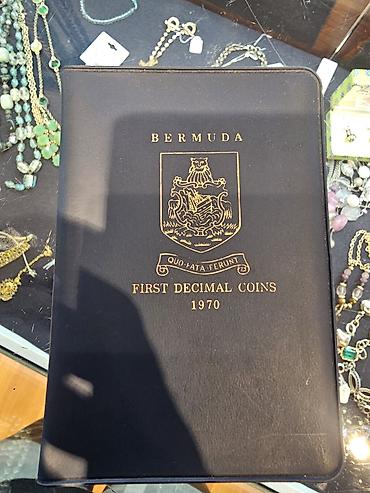 BERMUDA
QUO FATA FERUNT
FIRST DECIMAL COINS
1970